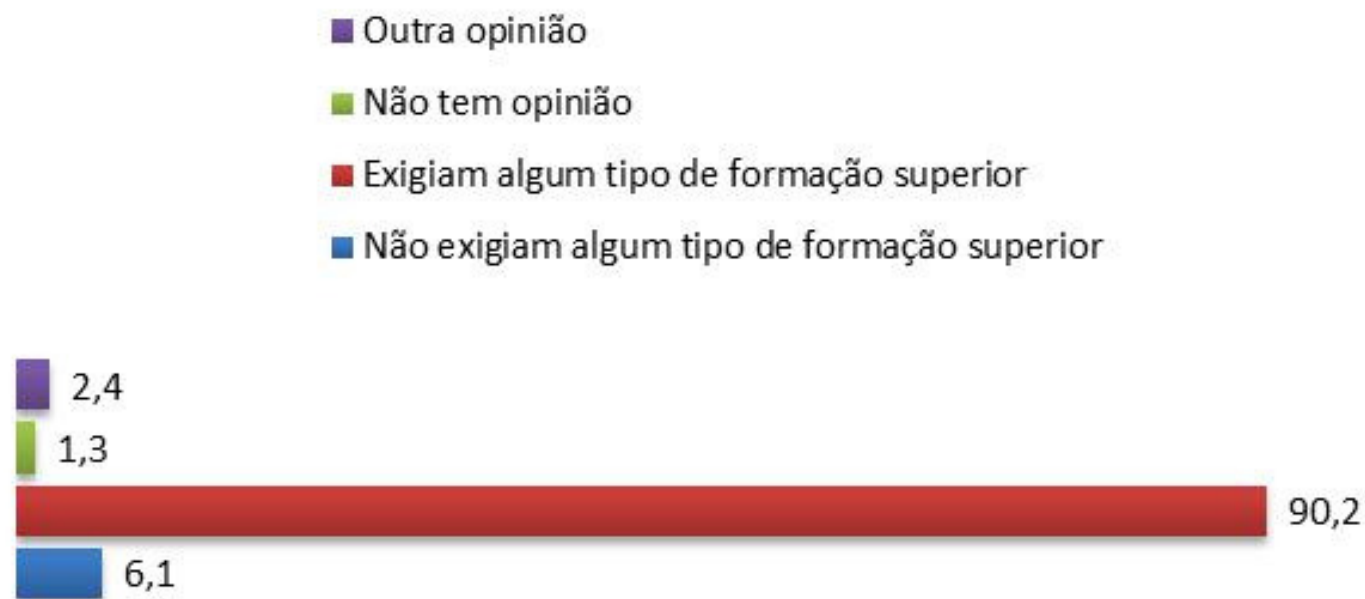 Outra opinião
Não tem opinião
Exigiam algum tipo de formação superior
Não exigiam algum tipo de formação superior
2,4
1,3
90,2
6,1